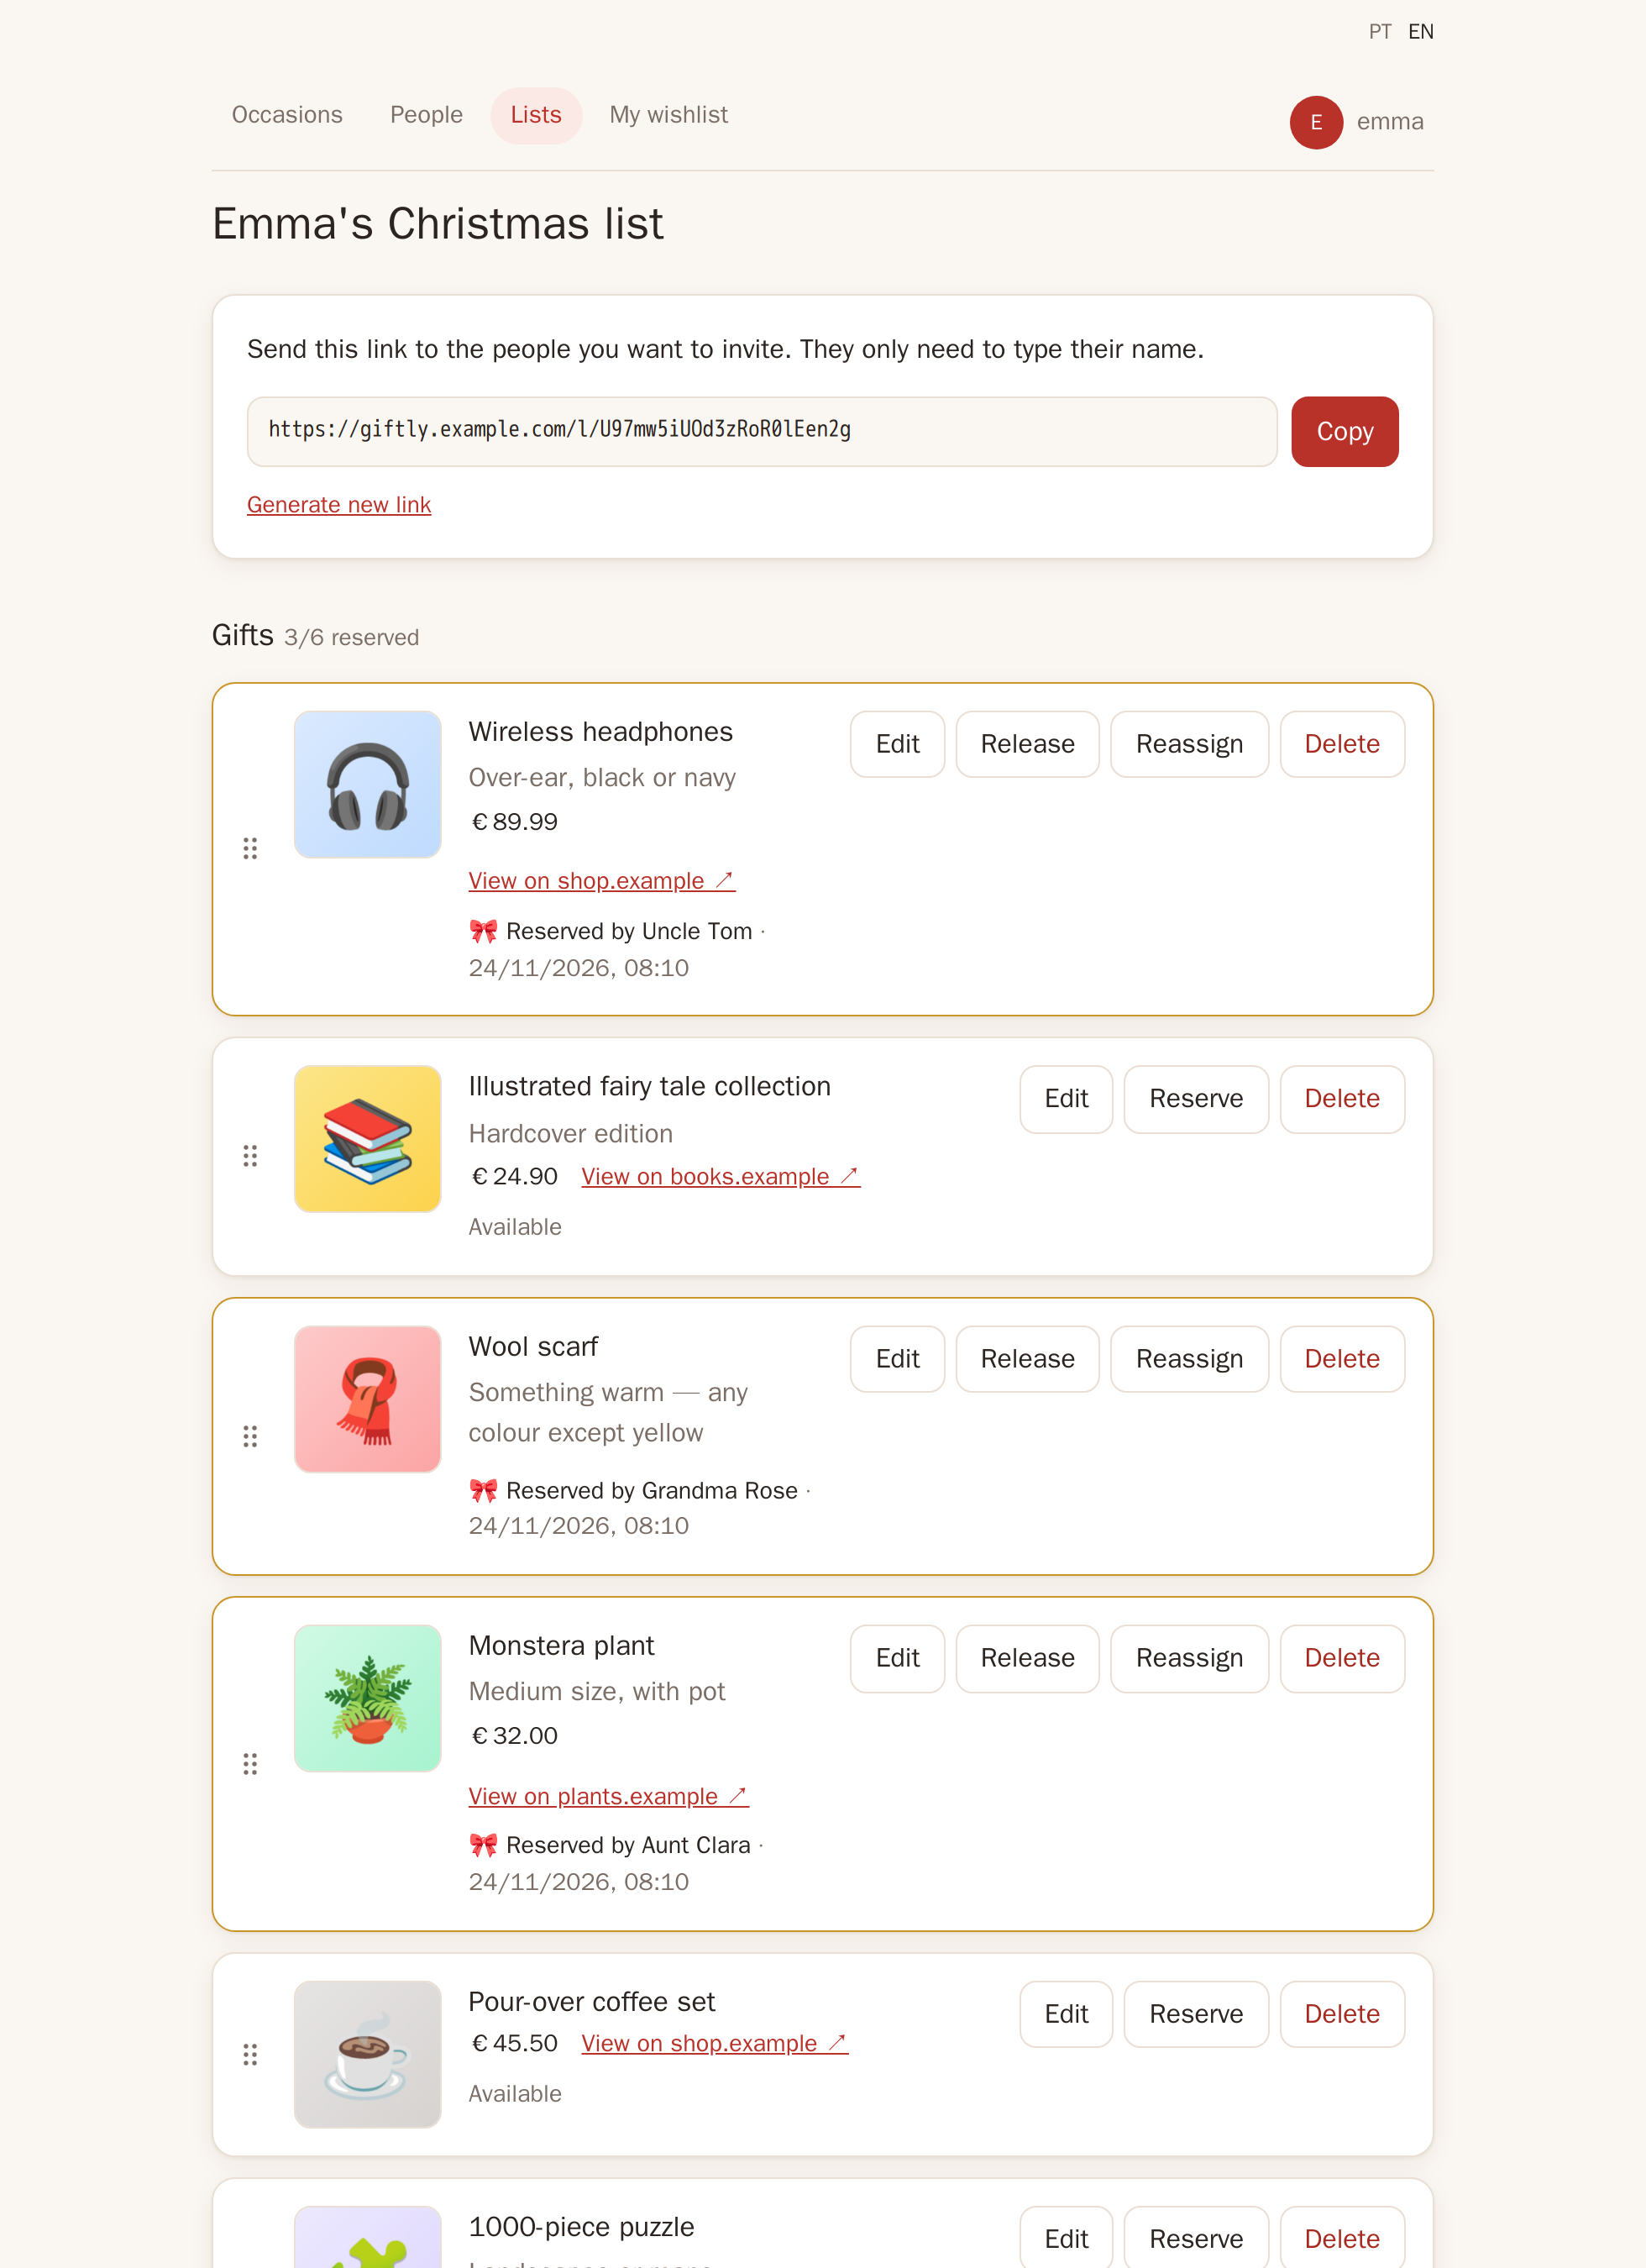 PT EN
Occasions People Lists My wishlist E emma
Emma's Christmas list
Send this link to the people you want to invite. They only need to type their name.
https://giftly.example.com/l/U97mw5iUOd3zRoR0lEen2g Copy
Generate new link
Gifts 3/6 reserved
Wireless headphones Edit Release Reassign Delete
Over-ear, black or navy
€ 89.99
View on shop.example ↗
Reserved by Uncle Tom ·
24/11/2026, 08:10
Illustrated fairy tale collection Edit Reserve Delete
Hardcover edition
€ 24.90 View on books.example ↗
Available
Wool scarf Edit Release Reassign Delete
Something warm — any
colour except yellow
Reserved by Grandma Rose ·
24/11/2026, 08:10
Monstera plant Edit Release Reassign Delete
Medium size, with pot
€ 32.00
View on plants.example ↗
Reserved by Aunt Clara ·
24/11/2026, 08:10
Pour-over coffee set Edit Reserve Delete
€ 45.50 View on shop.example ↗
Available
1000-piece puzzle Edit Reserve Delete